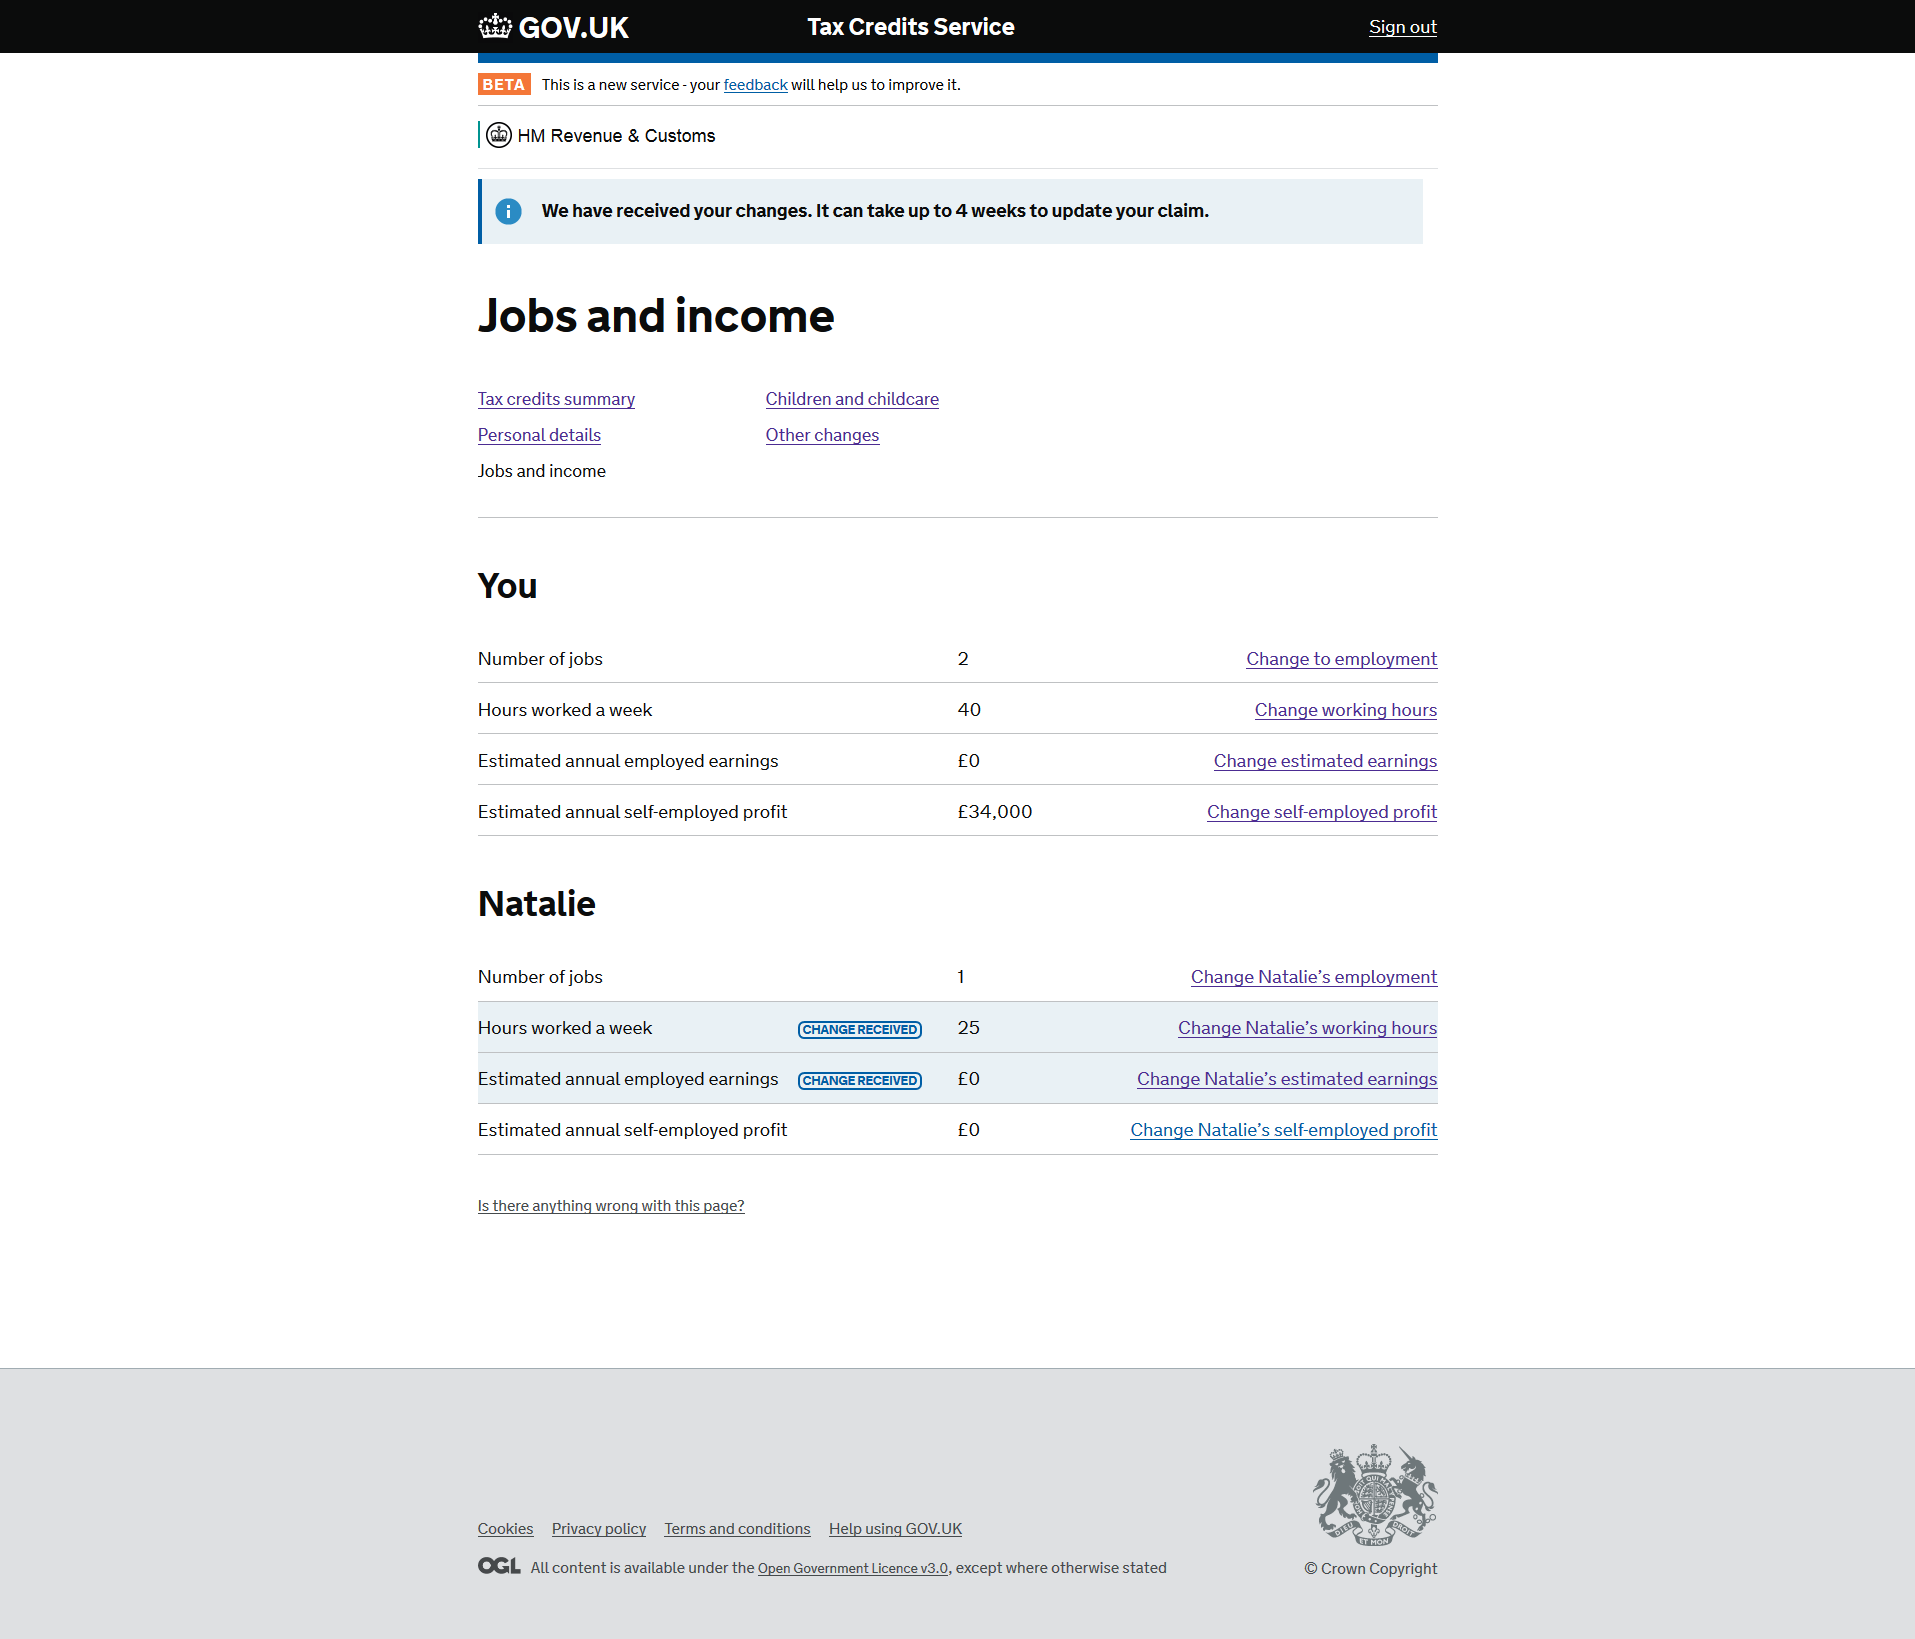 GOV.UK Tax Credits Service Sign out
BETA This is a new service - your feedback will help us to improve it.
HM Revenue & Customs
We have received your changes. It can take up to 4 weeks to update your claim.
Jobs and income
Tax credits summary Children and childcare
Personal details Other changes
Jobs and income
You
Number of jobs 2 Change to employment
Hours worked a week 40 Change working hours
Estimated annual employed earnings £0 Change estimated earnings
Estimated annual self-employed profit £34,000 Change self-employed profit
Natalie
Number of jobs 1 Change Natalie’s employment
Hours worked a week CHANGE RECEIVED 25 Change Natalie’s working hours
Estimated annual employed earnings CHANGE RECEIVED £0 Change Natalie’s estimated earnings
Estimated annual self-employed profit £0 Change Natalie’s self-employed profit
Is there anything wrong with this page?
DIEU ET MON DROIT
Cookies Privacy policy Terms and conditions Help using GOV.UK
OGL All content is available under the Open Government Licence v3.0, except where otherwise stated © Crown Copyright